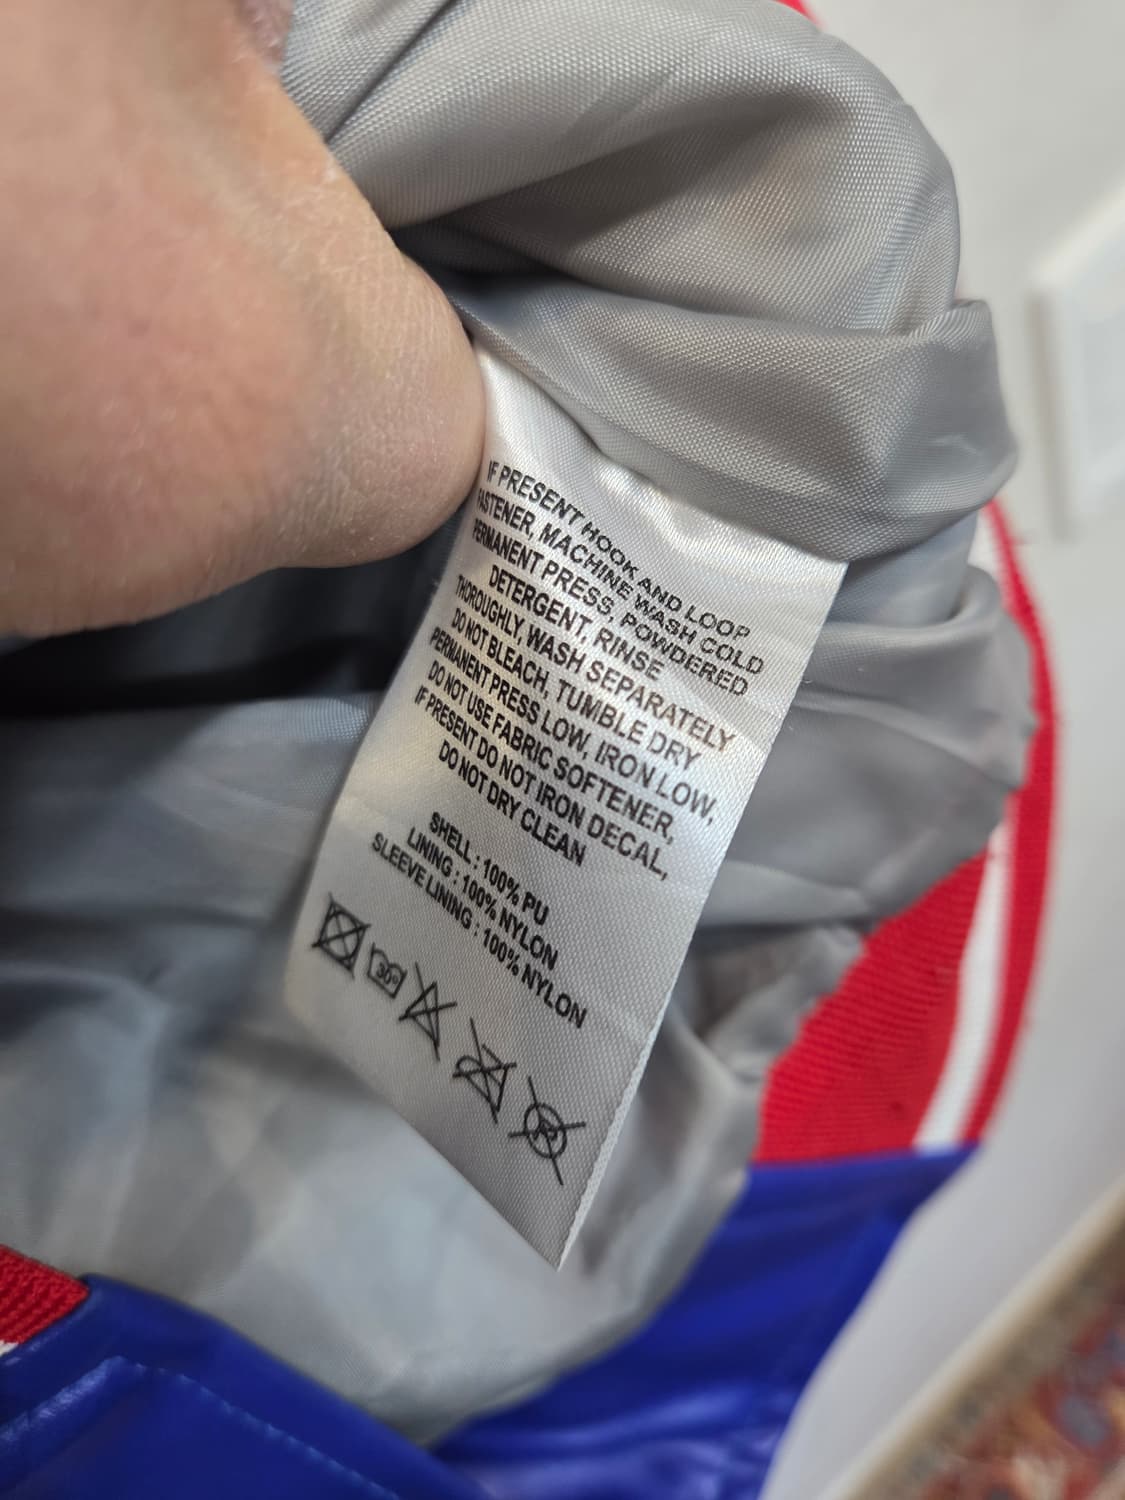 IF PRESENT HOOK AND LOOP
FASTENER, MACHINE WASH COLD
PERMANENT PRESS, POWDERED
DETERGENT, RINSE
THOROUGHLY, WASH SEPARATELY
DO NOT BLEACH, TUMBLE DRY
PERMANENT PRESS LOW, IRON LOW,
DO NOT USE FABRIC SOFTENER,
IF PRESENT DO NOT IRON DECAL,
DO NOT DRY CLEAN
SHELL : 100% PU
LINING : 100% NYLON
SLEEVE LINING : 100% NYLON
30°